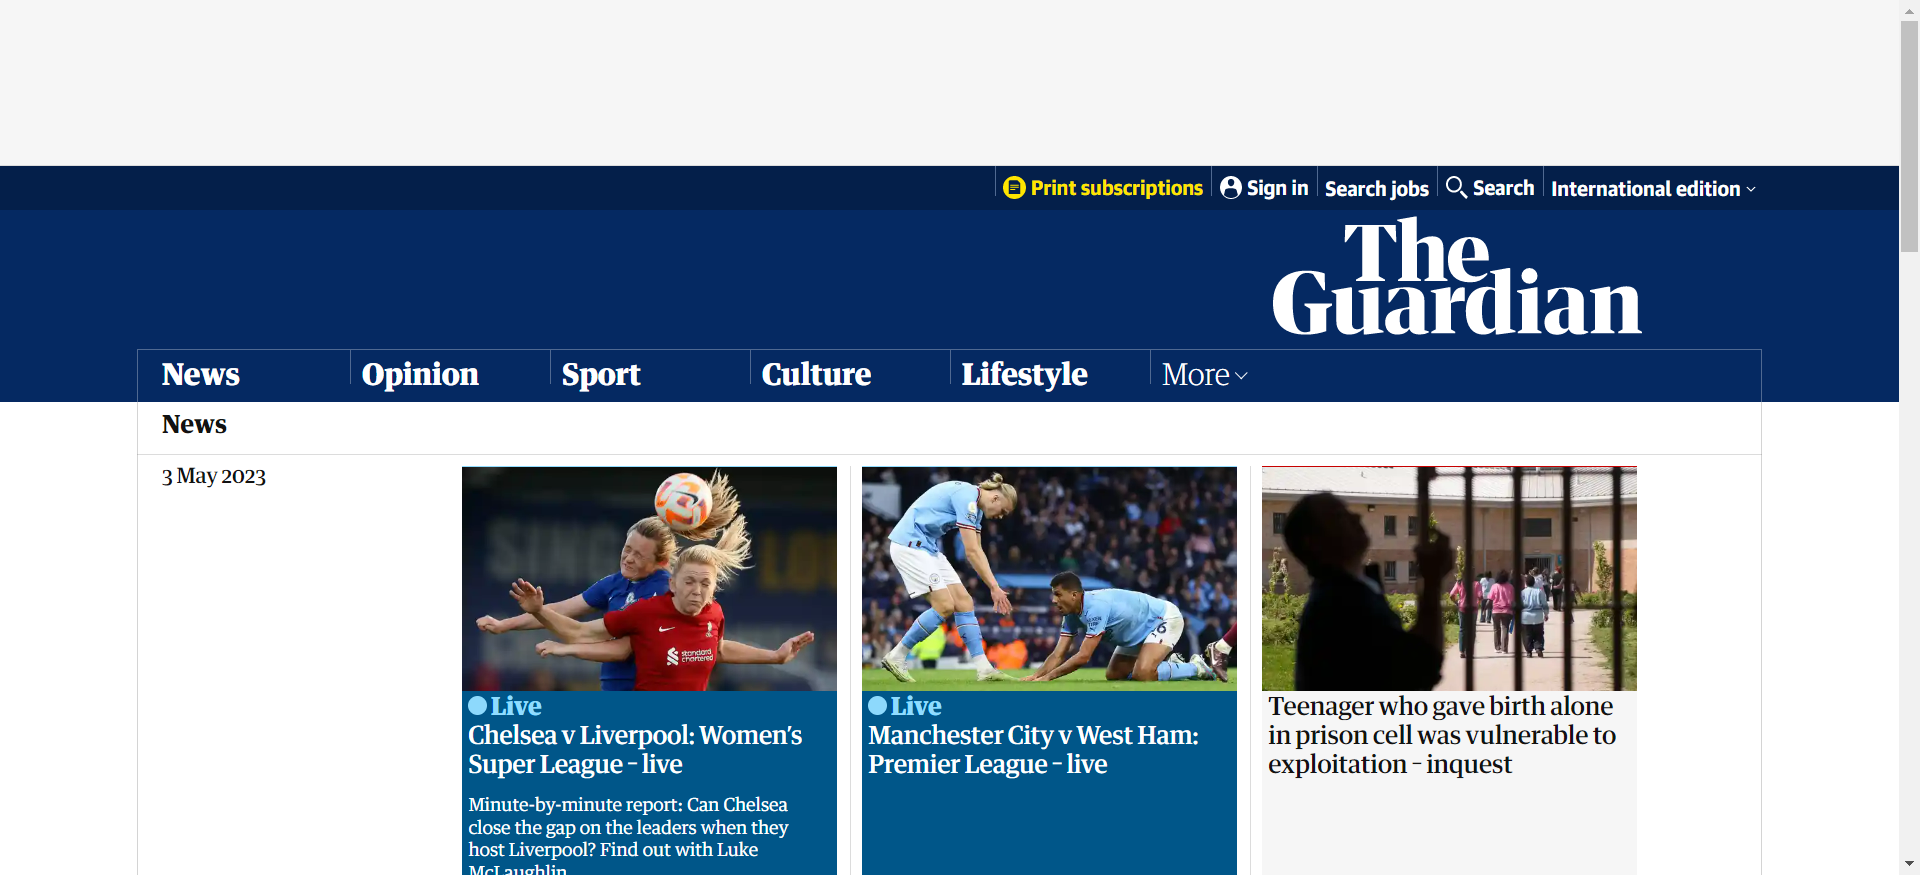 Print subscriptions
Sign in
Search jobs
Search
International edition
The
Guardian
News
Opinion
Sport
Culture
Lifestyle
More
News
3 May 2023
standard
chartered
6
Live
Chelsea v Liverpool: Women's
Super League – live
Minute-by-minute report: Can Chelsea
close the gap on the leaders when they
host Liverpool? Find out with Luke
McLaughlin
Live
Manchester City v West Ham:
Premier League – live
Teenager who gave birth alone
in prison cell was vulnerable to
exploitation – inquest